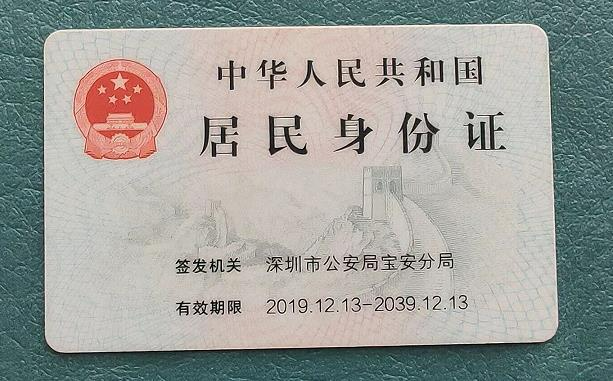 中华人民共和国
居民身份证
签发机关 深圳市公安局宝安分局
有效期限 2019.12.13-2039.12.13